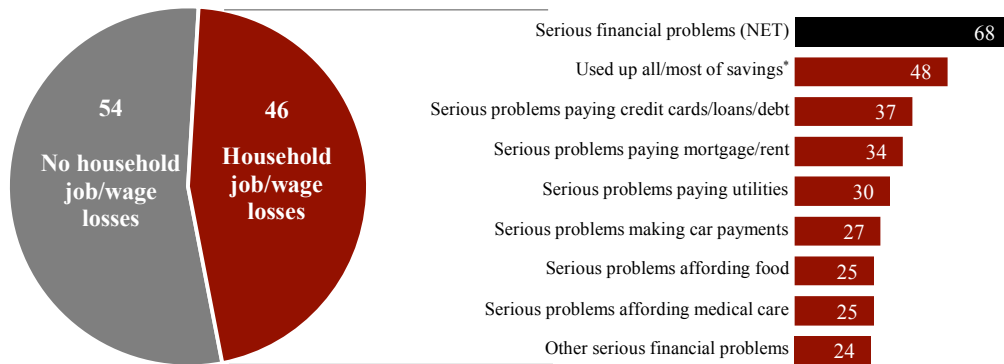 54
No household
job/wage
losses
46
Household
job/wage
losses
Serious financial problems (NET) 68
Used up all/most of savings* 48
Serious problems paying credit cards/loans/debt 37
Serious problems paying mortgage/rent 34
Serious problems paying utilities 30
Serious problems making car payments 27
Serious problems affording food 25
Serious problems affording medical care 25
Other serious financial problems 24